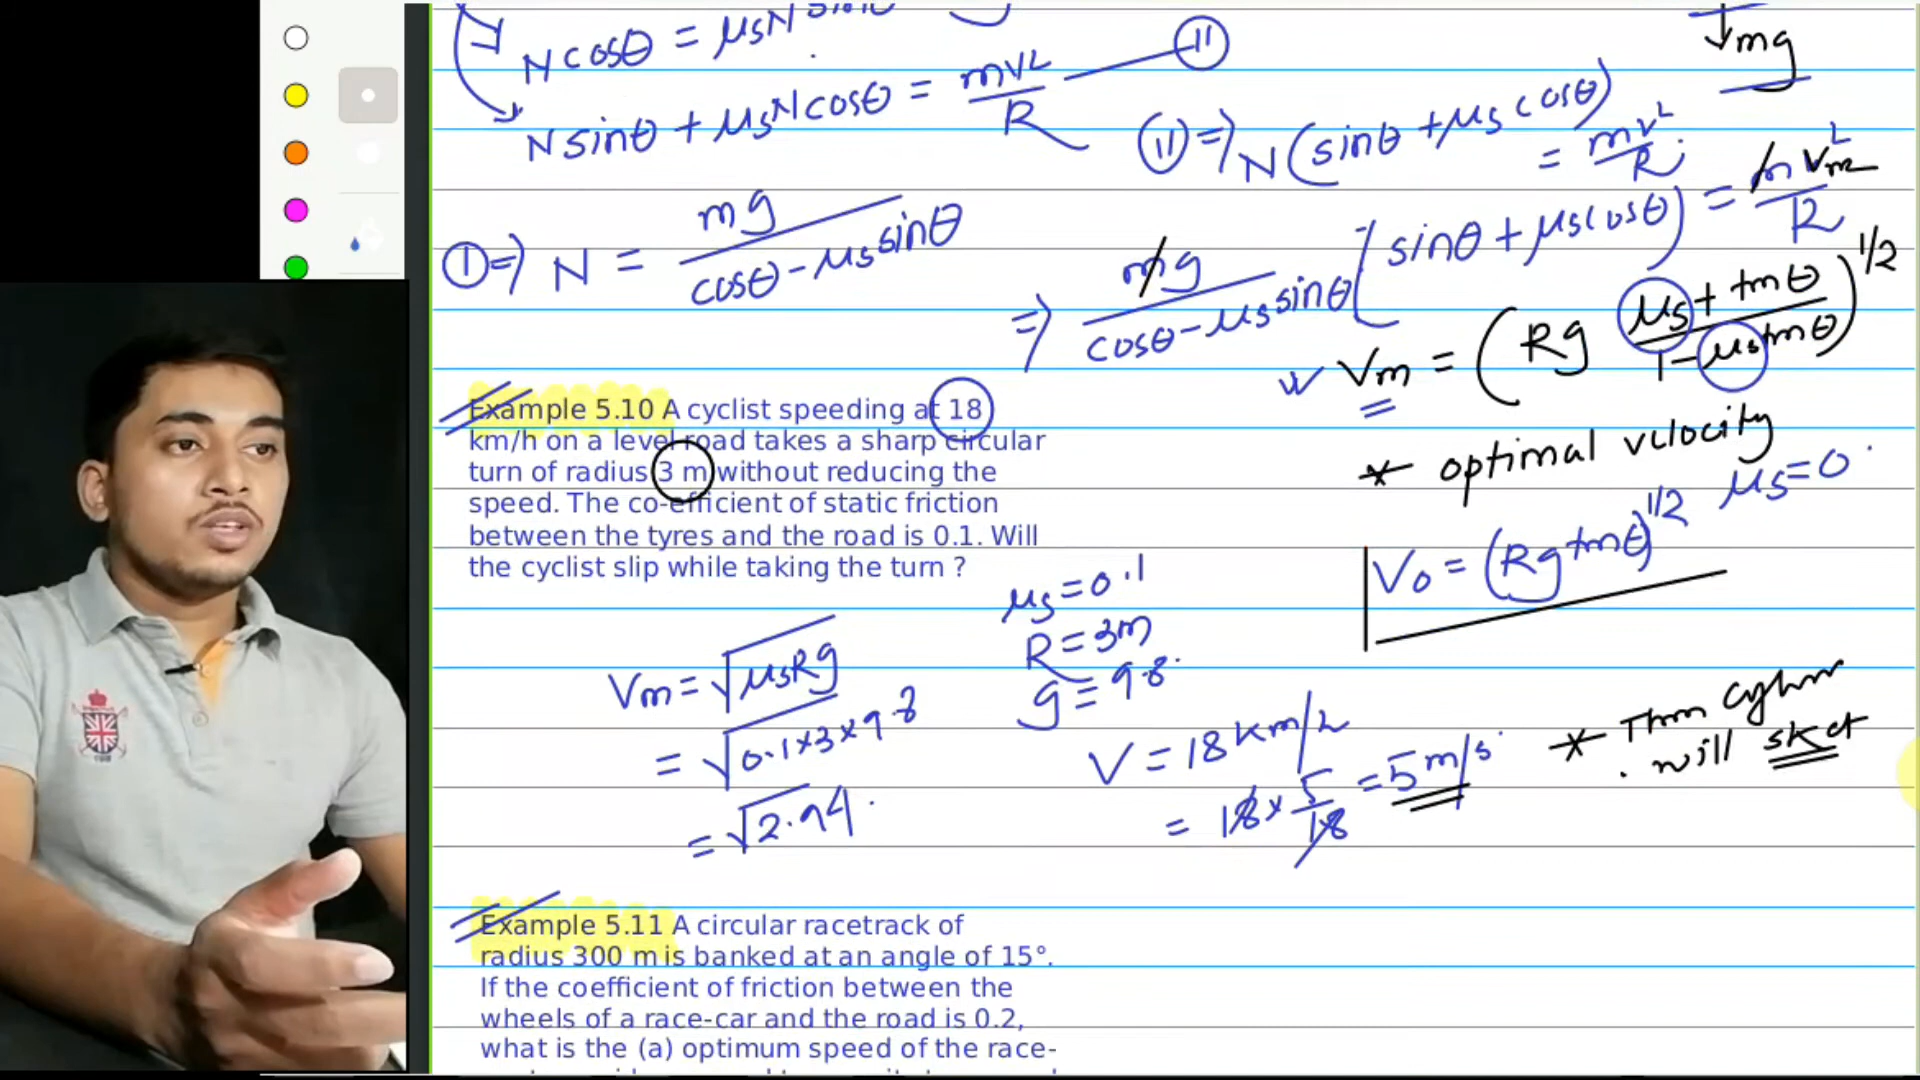 N cosθ = μsN sinθ
N sinθ + μsN cosθ = mv²/R — (II)
↓mg
(II) ⇒ N (sinθ + μs cosθ) = mv²/R
(I) ⇒ N = mg/(cosθ - μs sinθ)
⇒ mg/(cosθ - μs sinθ) [sinθ + μs cosθ] = m vm²/R
Vm = (Rg (μs + tanθ)/(1 - μs tanθ))^1/2
* optimal velocity
μs = 0
V0 = (Rg tanθ)^1/2
Example 5.10 A cyclist speeding at 18
km/h on a level road takes a sharp circular
turn of radius 3 m without reducing the
speed. The co-efficient of static friction
between the tyres and the road is 0.1. Will
the cyclist slip while taking the turn ?
μs = 0.1
R = 3m
g = 9.8
Vm = √μsRg
= √0.1×3×9.8
= √2.94
V = 18 km/h
= 18 × 5/18 = 5 m/s
will
Example 5.11 A circular racetrack of
radius 300 m is banked at an angle of 15°.
If the coefficient of friction between the
wheels of a race-car and the road is 0.2,
what is the (a) optimum speed of the race-